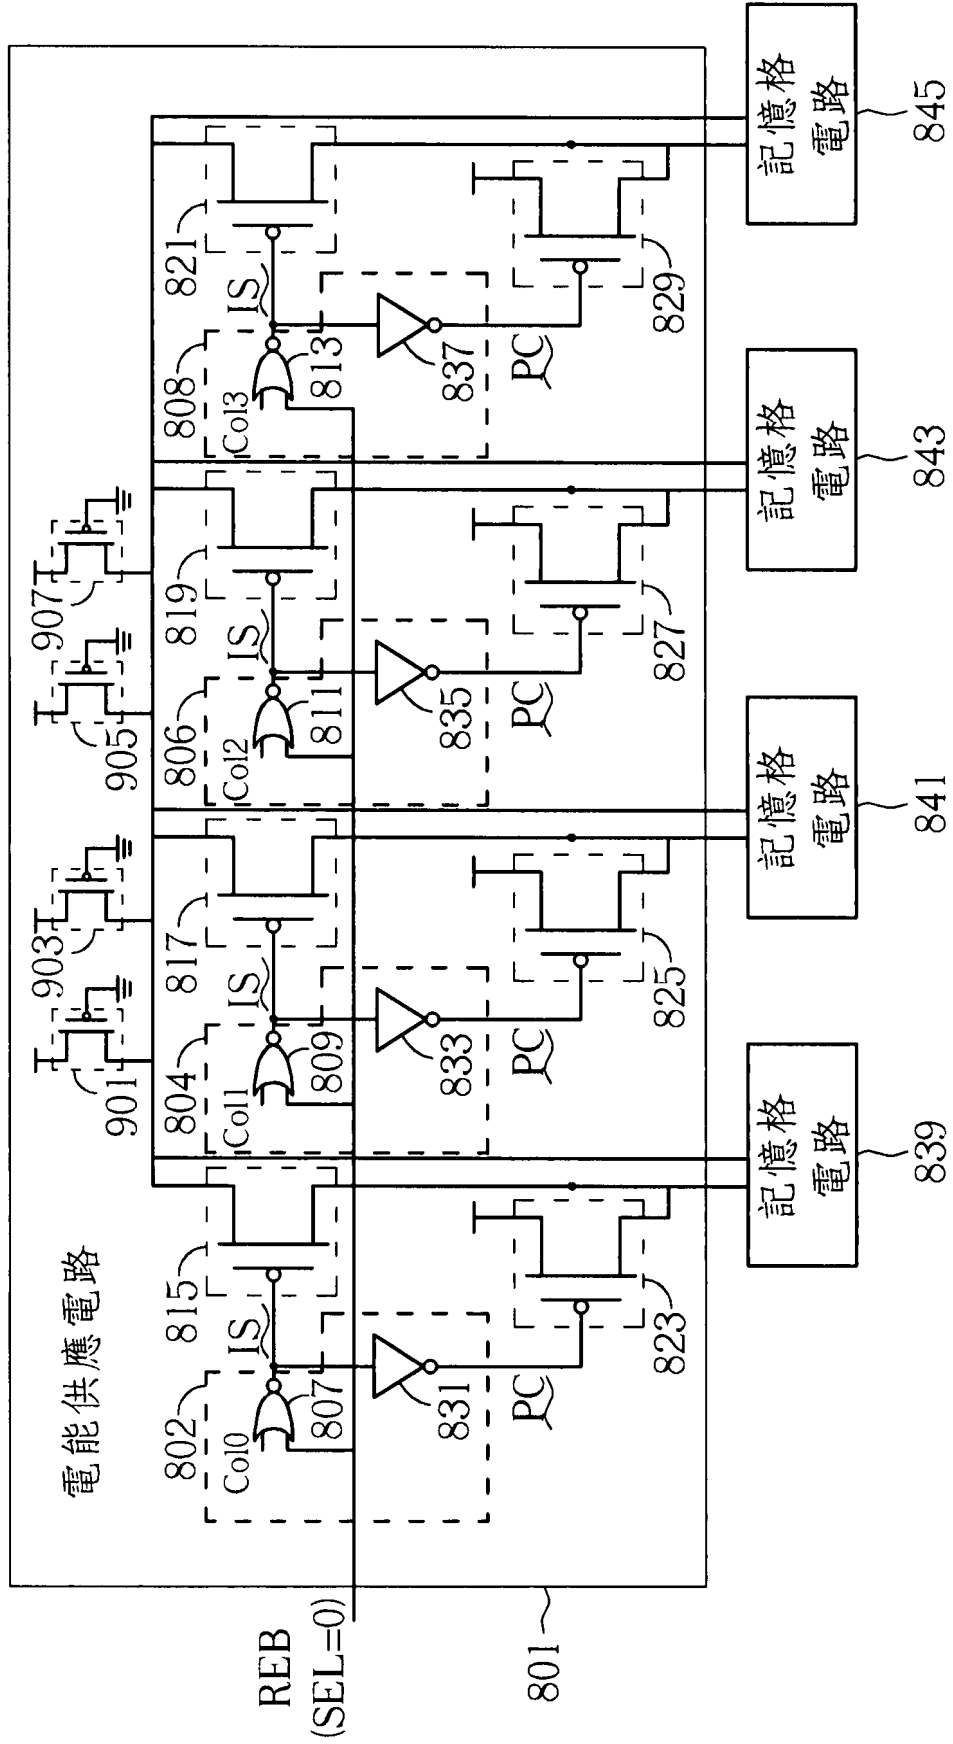 電能供應電路
901
903
905
907
802
815
804
817
806
819
808
821
Col0
IS
Col1
IS
Col2
IS
Col3
IS
REB
(SEL=0)
807
809
811
813
831
833
835
837
PC
PC
PC
PC
801
823
825
827
829
記憶格
電路
記憶格
電路
記憶格
電路
記憶格
電路
839
841
843
845